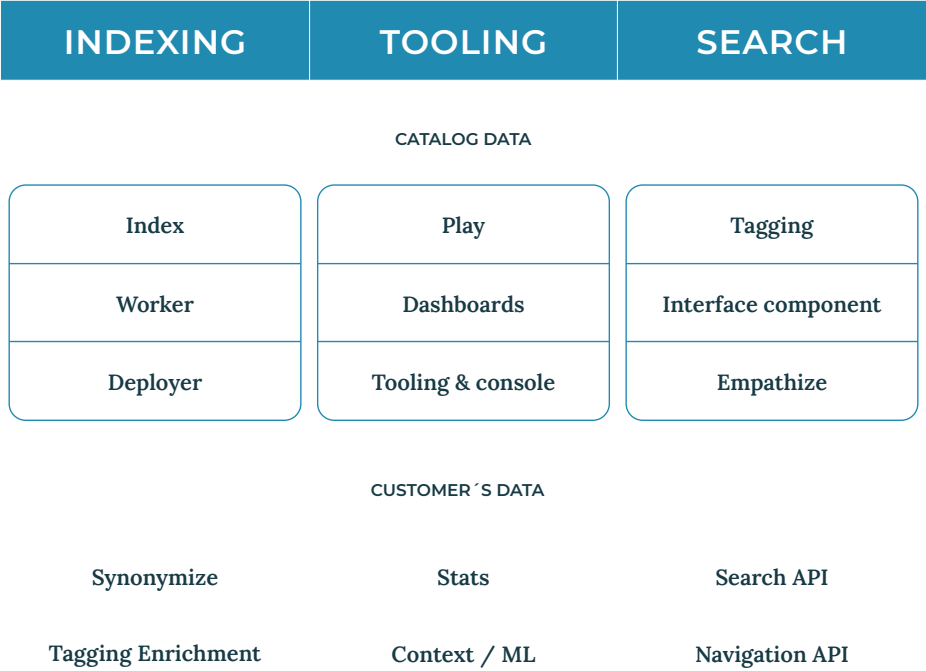 INDEXING TOOLING SEARCH
CATALOG DATA
Index Play Tagging
Worker Dashboards Interface component
Deployer Tooling & console Empathize
CUSTOMER´S DATA
Synonymize Stats Search API
Tagging Enrichment Context / ML Navigation API